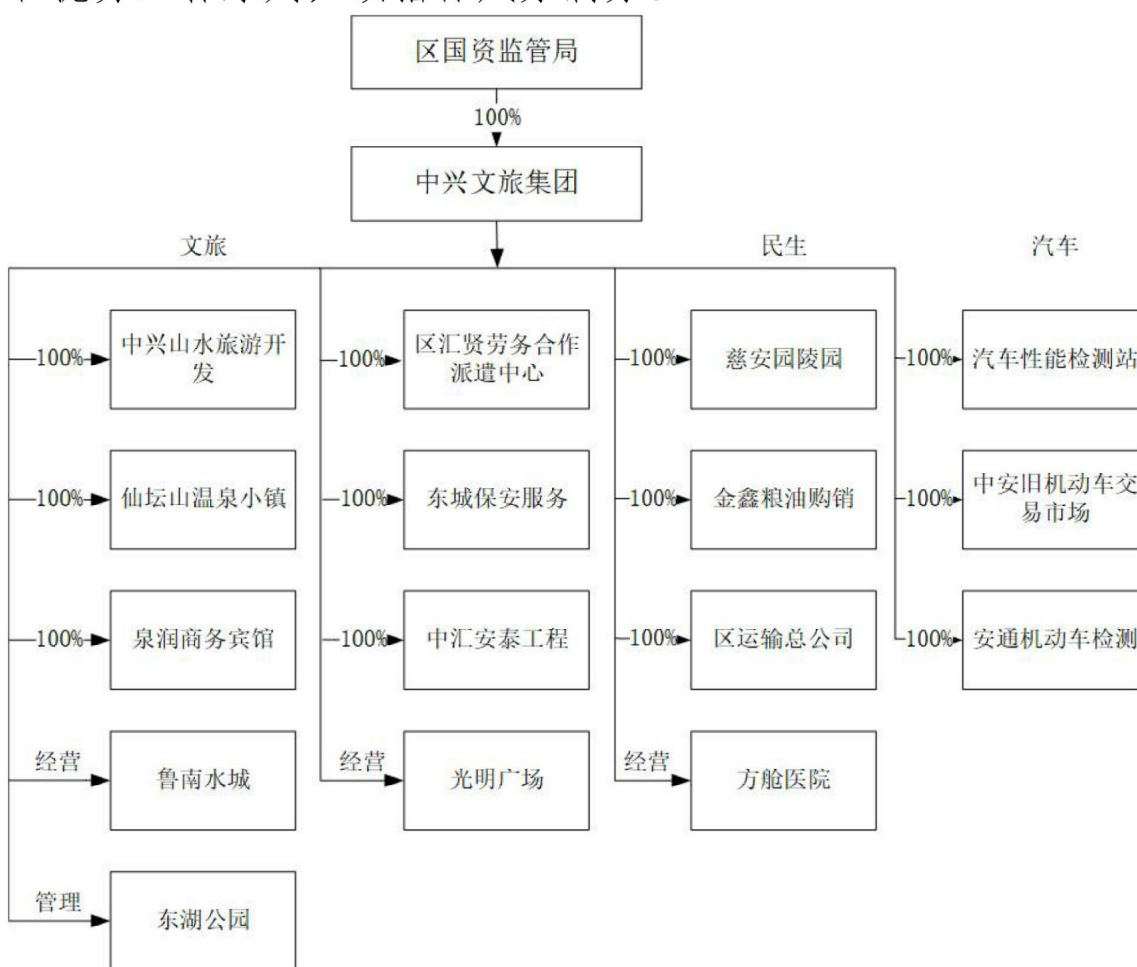 区国资监管局
100%
中兴文旅集团
文旅
民生
汽车
100%
中兴山水旅游开
发
100%
区汇贤劳务合作
派遣中心
100%
慈安园陵园
100%
汽车性能检测站
100%
仙坛山温泉小镇
100%
东城保安服务
100%
金鑫粮油购销
100%
中安旧机动车交
易市场
100%
泉润商务宾馆
100%
中汇安泰工程
100%
区运输总公司
100%
安通机动车检测
经营
鲁南水城
经营
光明广场
经营
方舱医院
管理
东湖公园